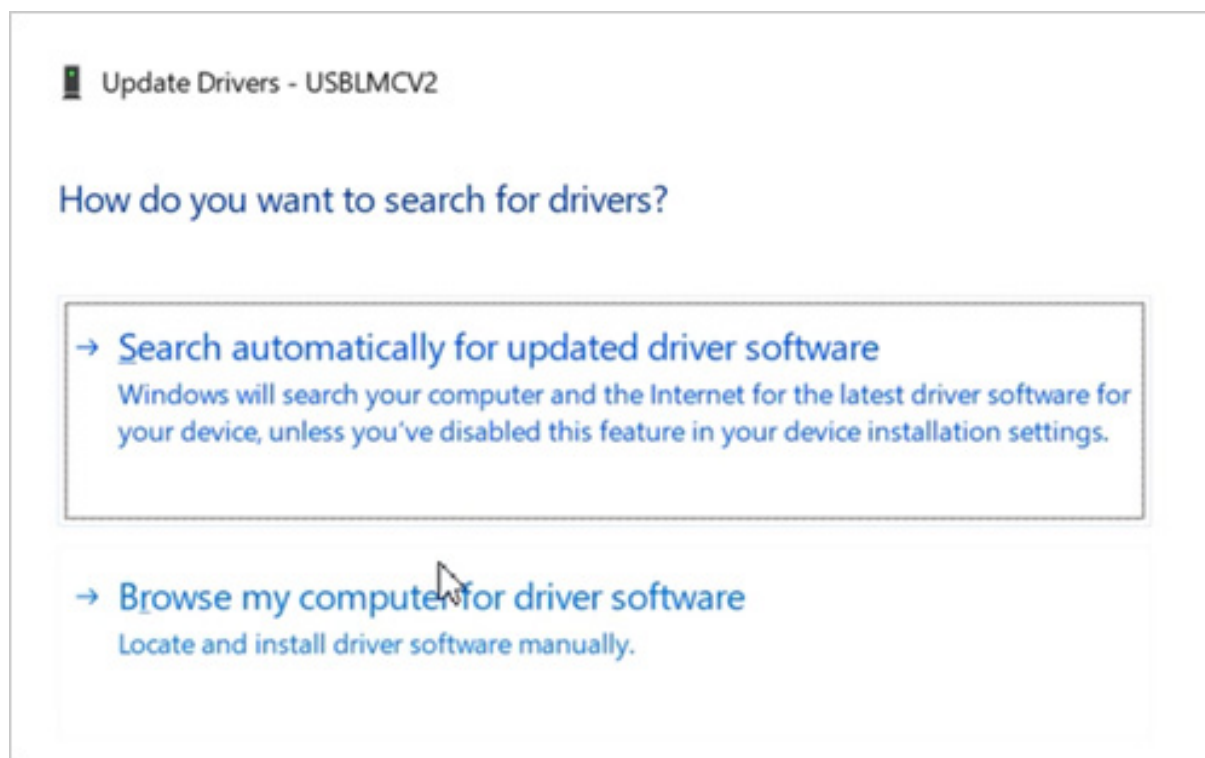 Update Drivers - USBLMCV2
How do you want to search for drivers?
→ Search automatically for updated driver software
Windows will search your computer and the Internet for the latest driver software for
your device, unless you've disabled this feature in your device installation settings.
→ Browse my computer for driver software
Locate and install driver software manually.